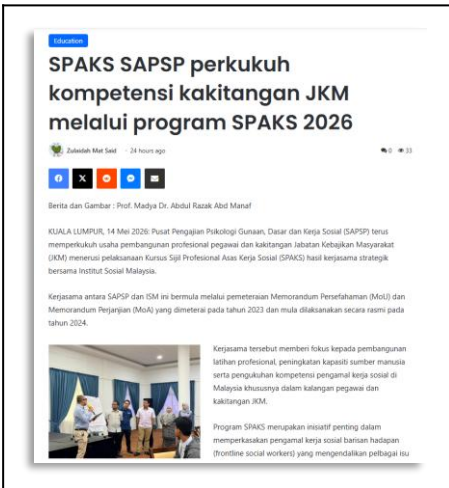 Education
SPAKS SAPSP perkukuh
kompetensi kakitangan JKM
melalui program SPAKS 2026
Zulaidah Mat Said · 24 hours ago 0 33
Berita dan Gambar : Prof. Madya Dr. Abdul Razak Abd Manaf
KUALA LUMPUR, 14 Mei 2026: Pusat Pengajian Psikologi Gunaan, Dasar dan Kerja Sosial (SAPSP) terus
memperkukuh usaha pembangunan profesional pegawai dan kakitangan Jabatan Kebajikan Masyarakat
(JKM) menerusi pelaksanaan Kursus Sijil Profesional Asas Kerja Sosial (SPAKS) hasil kerjasama strategik
bersama Institut Sosial Malaysia.
Kerjasama antara SAPSP dan ISM ini bermula melalui pemeteraian Memorandum Persefahaman (MoU) dan
Memorandum Perjanjian (MoA) yang dimeterai pada tahun 2023 dan mula dilaksanakan secara rasmi pada
tahun 2024.
Kerjasama tersebut memberi fokus kepada pembangunan
latihan profesional, peningkatan kapasiti sumber manusia
serta pengukuhan kompetensi pengamal kerja sosial di
Malaysia khususnya dalam kalangan pegawai dan
kakitangan JKM.
Program SPAKS merupakan inisiatif penting dalam
memperkasakan pengamal kerja sosial barisan hadapan
(frontline social workers) yang mengendalikan pelbagai isu